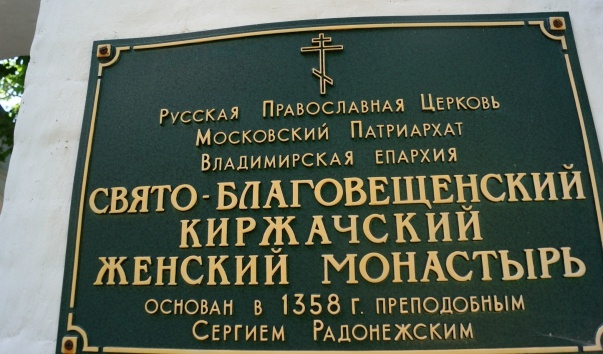 Русская Православная Церковь
Московский Патриархат
Владимирская епархия
СВЯТО-БЛАГОВЕЩЕНСКИЙ
КИРЖАЧСКИЙ
ЖЕНСКИЙ МОНАСТЫРЬ
основан в 1358 г. преподобным
Сергием Радонежским